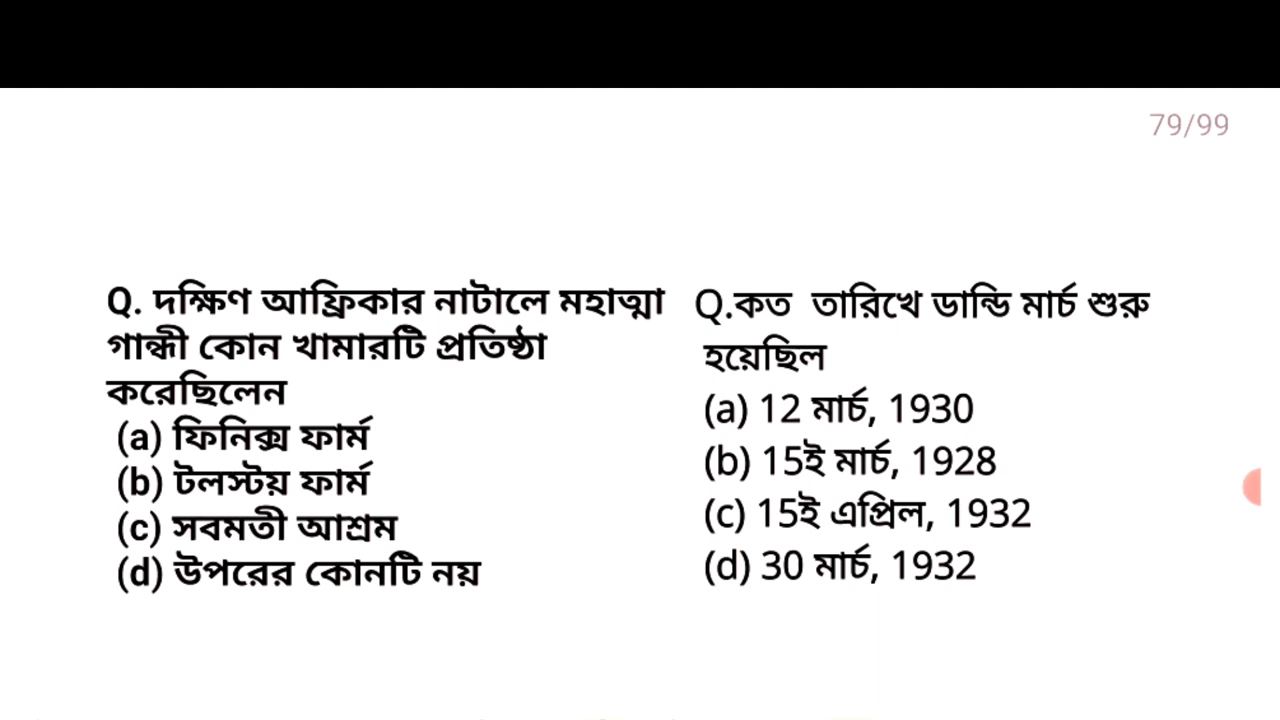 79/99
Q. দক্ষিণ আফ্রিকার নাটালে মহাত্মা
গান্ধী কোন খামারটি প্রতিষ্ঠা
করেছিলেন
(a) ফিনিক্স ফার্ম
(b) টলস্টয় ফার্ম
(c) সবমতী আশ্রম
(d) উপরের কোনটি নয়
Q.কত তারিখে ডান্ডি মার্চ শুরু
হয়েছিল
(a) 12 মার্চ, 1930
(b) 15ই মার্চ, 1928
(c) 15ই এপ্রিল, 1932
(d) 30 মার্চ, 1932